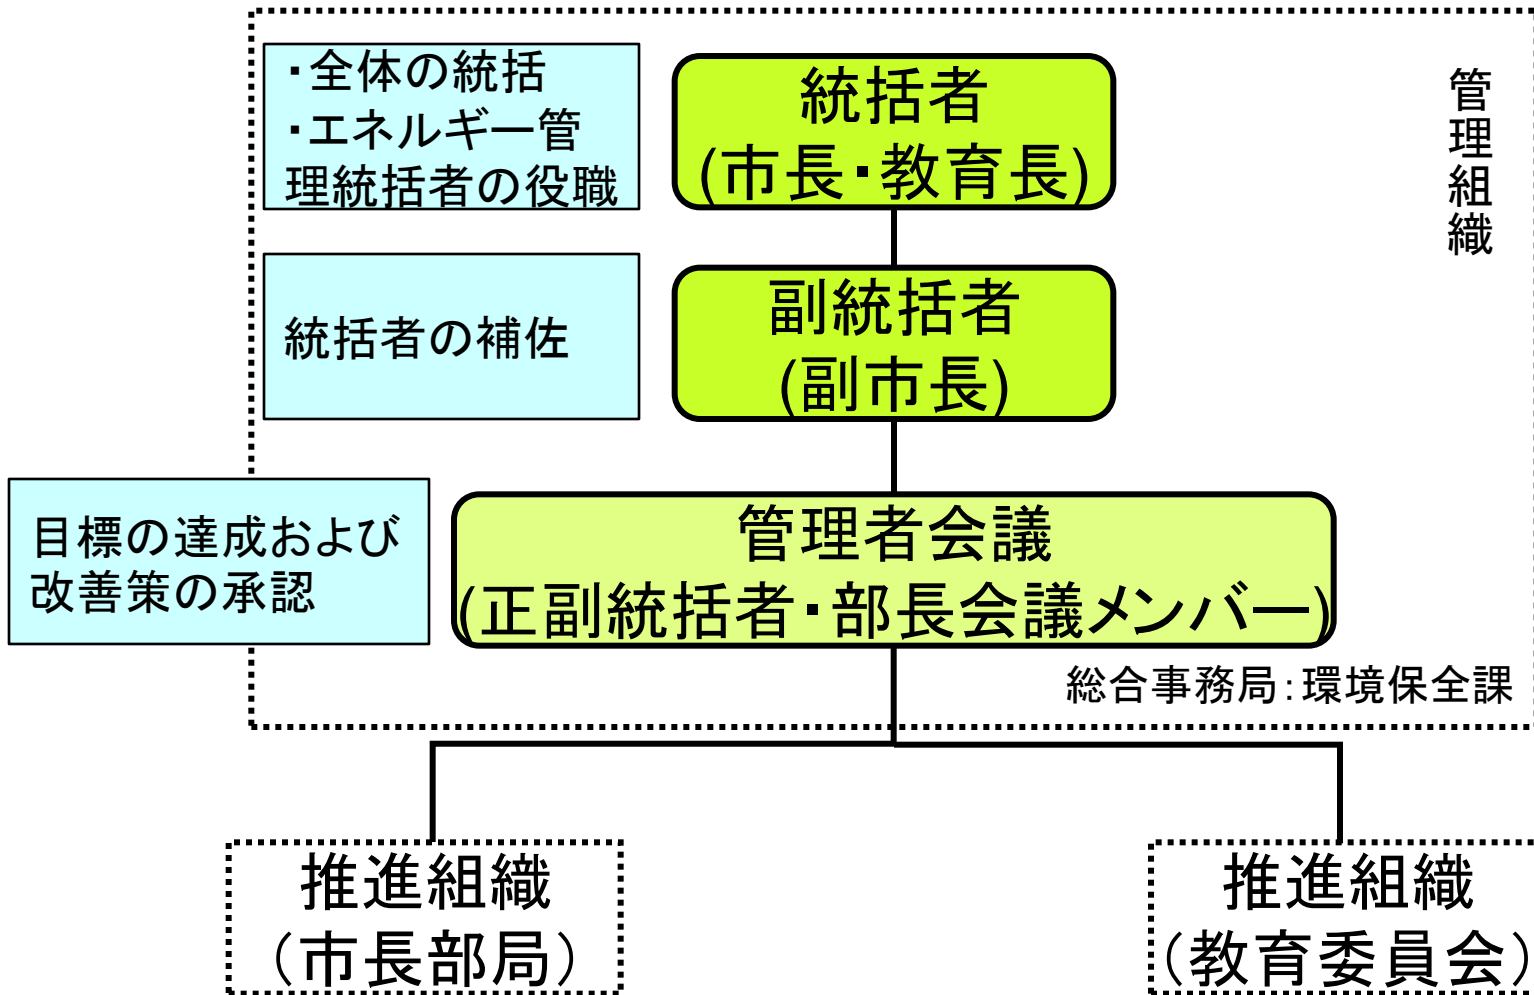 ・全体の統括
・エネルギー管
理統括者の役職
統括者
(市長・教育長)
管理組織
統括者の補佐
副統括者
(副市長)
目標の達成および
改善策の承認
管理者会議
(正副統括者・部長会議メンバー)
総合事務局:環境保全課
推進組織
（市長部局）
推進組織
（教育委員会）